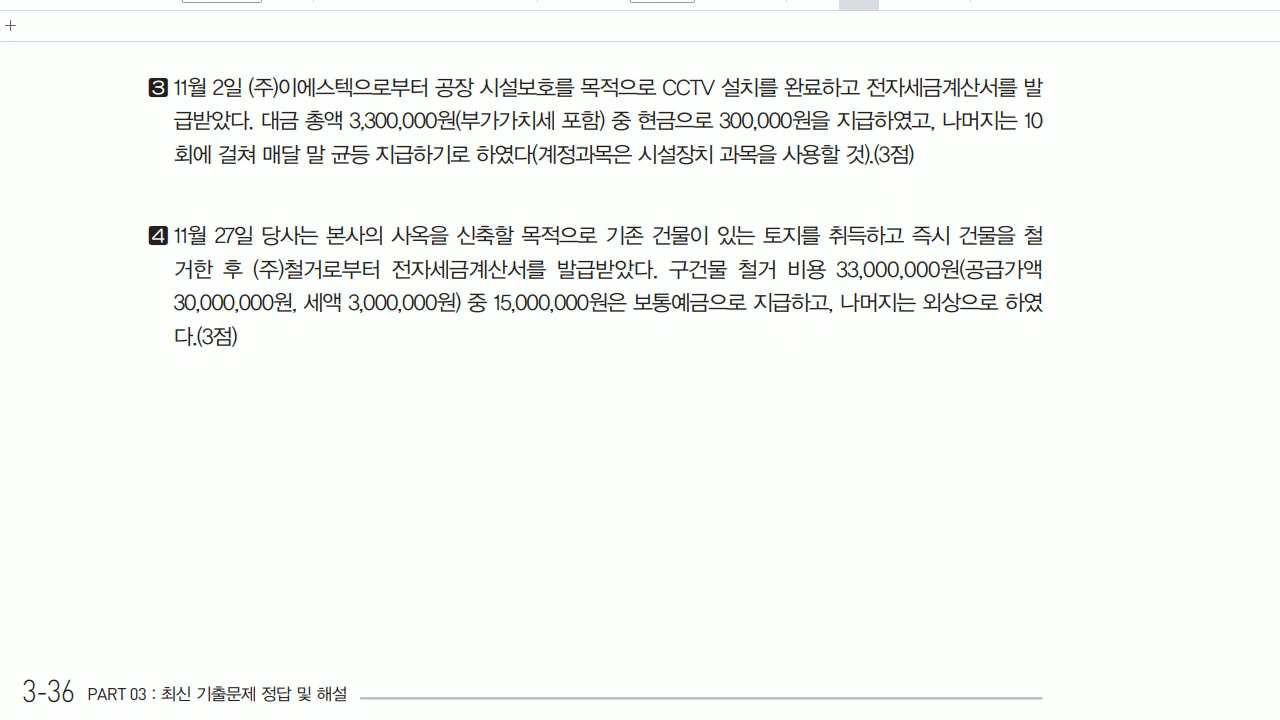 3 11월 2일 (주)이에스텍으로부터 공장 시설보호를 목적으로 CCTV 설치를 완료하고 전자세금계산서를 발
급받았다. 대금 총액 3,300,000원(부가가치세 포함) 중 현금으로 300,000원을 지급하였고, 나머지는 10
회에 걸쳐 매달 말 균등 지급하기로 하였다(계정과목은 시설장치 과목을 사용할 것).(3점)
4 11월 27일 당사는 본사의 사옥을 신축할 목적으로 기존 건물이 있는 토지를 취득하고 즉시 건물을 철
거한 후 (주)철거로부터 전자세금계산서를 발급받았다. 구건물 철거 비용 33,000,000원(공급가액
30,000,000원, 세액 3,000,000원) 중 15,000,000원은 보통예금으로 지급하고, 나머지는 외상으로 하였
다.(3점)
3-36 PART 03 : 최신 기출문제 정답 및 해설